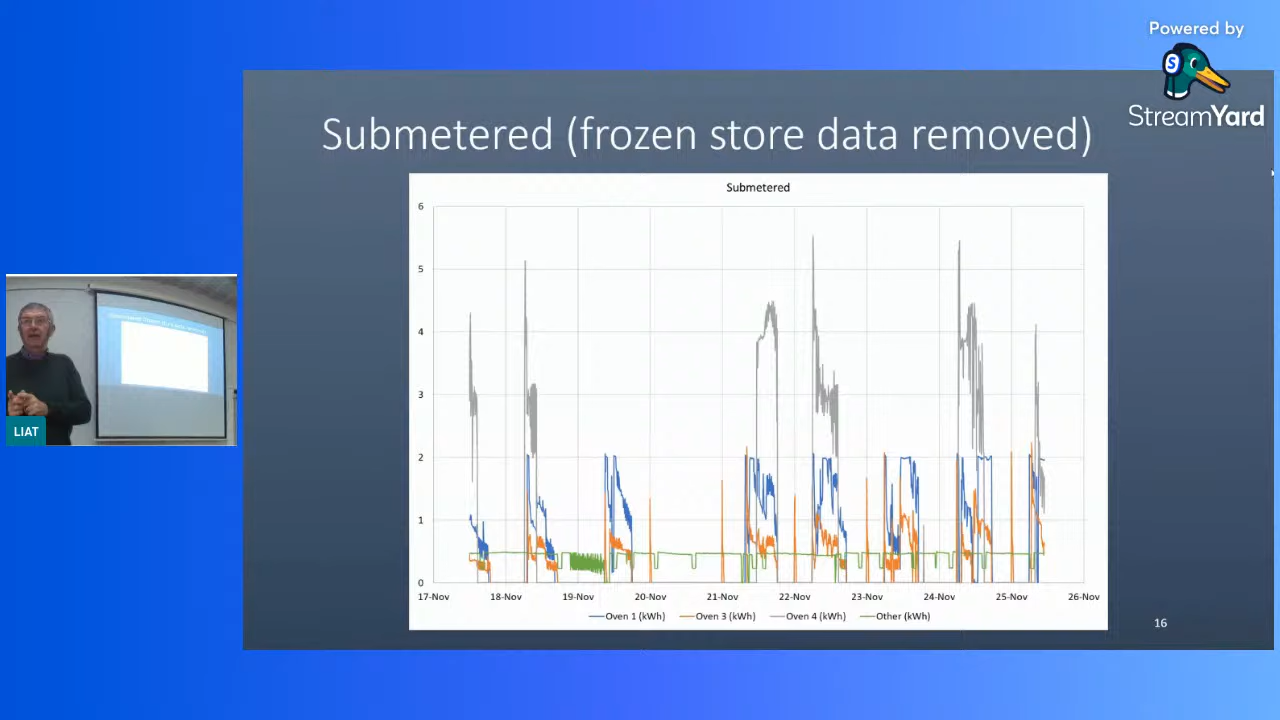 Powered by
StreamYard
Submetered (frozen store data removed)
Submetered
6
5
4
3
2
1
0
17-Nov 18-Nov 19-Nov 20-Nov 21-Nov 22-Nov 23-Nov 24-Nov 25-Nov 26-Nov
Oven 1 (kWh) Oven 3 (kWh) Oven 4 (kWh) Other (kWh)
16
LIAT